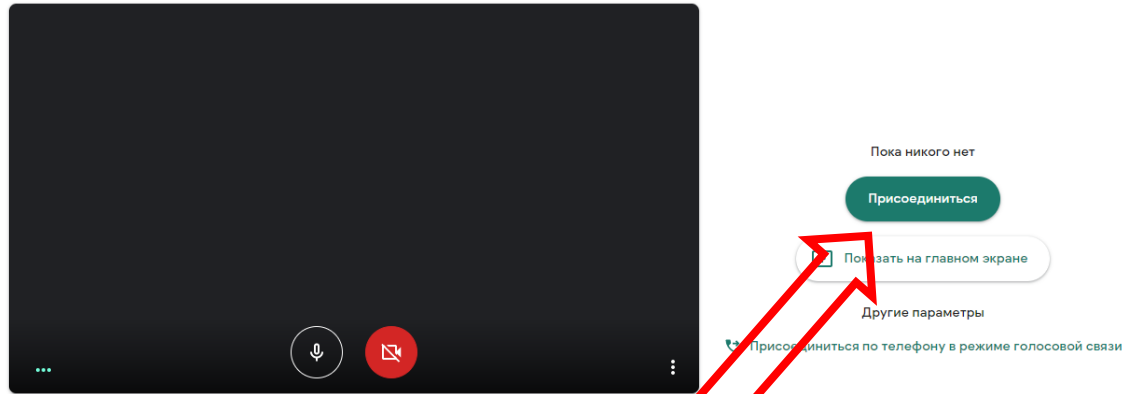 Пока никого нет
Присоединиться
Показать на главном экране
Другие параметры
Присоединиться по телефону в режиме голосовой связи